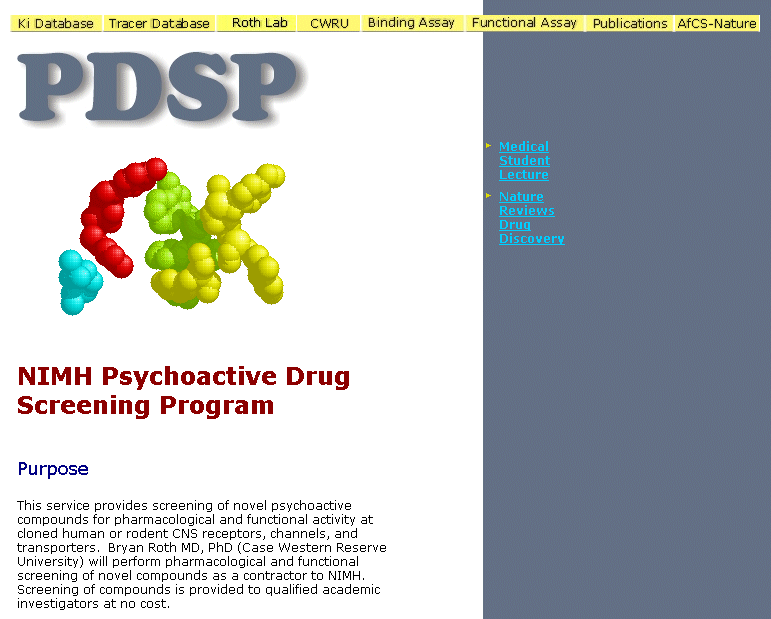 Ki Database Tracer Database Roth Lab CWRU Binding Assay Functional Assay Publications AfCS-Nature
PDSP
Medical
Student
Lecture
Nature
Reviews
Drug
Discovery
NIMH Psychoactive Drug
Screening Program
Purpose
This service provides screening of novel psychoactive
compounds for pharmacological and functional activity at
cloned human or rodent CNS receptors, channels, and
transporters.  Bryan Roth MD, PhD (Case Western Reserve
University) will perform pharmacological and functional
screening of novel compounds as a contractor to NIMH.
Screening of compounds is provided to qualified academic
investigators at no cost.